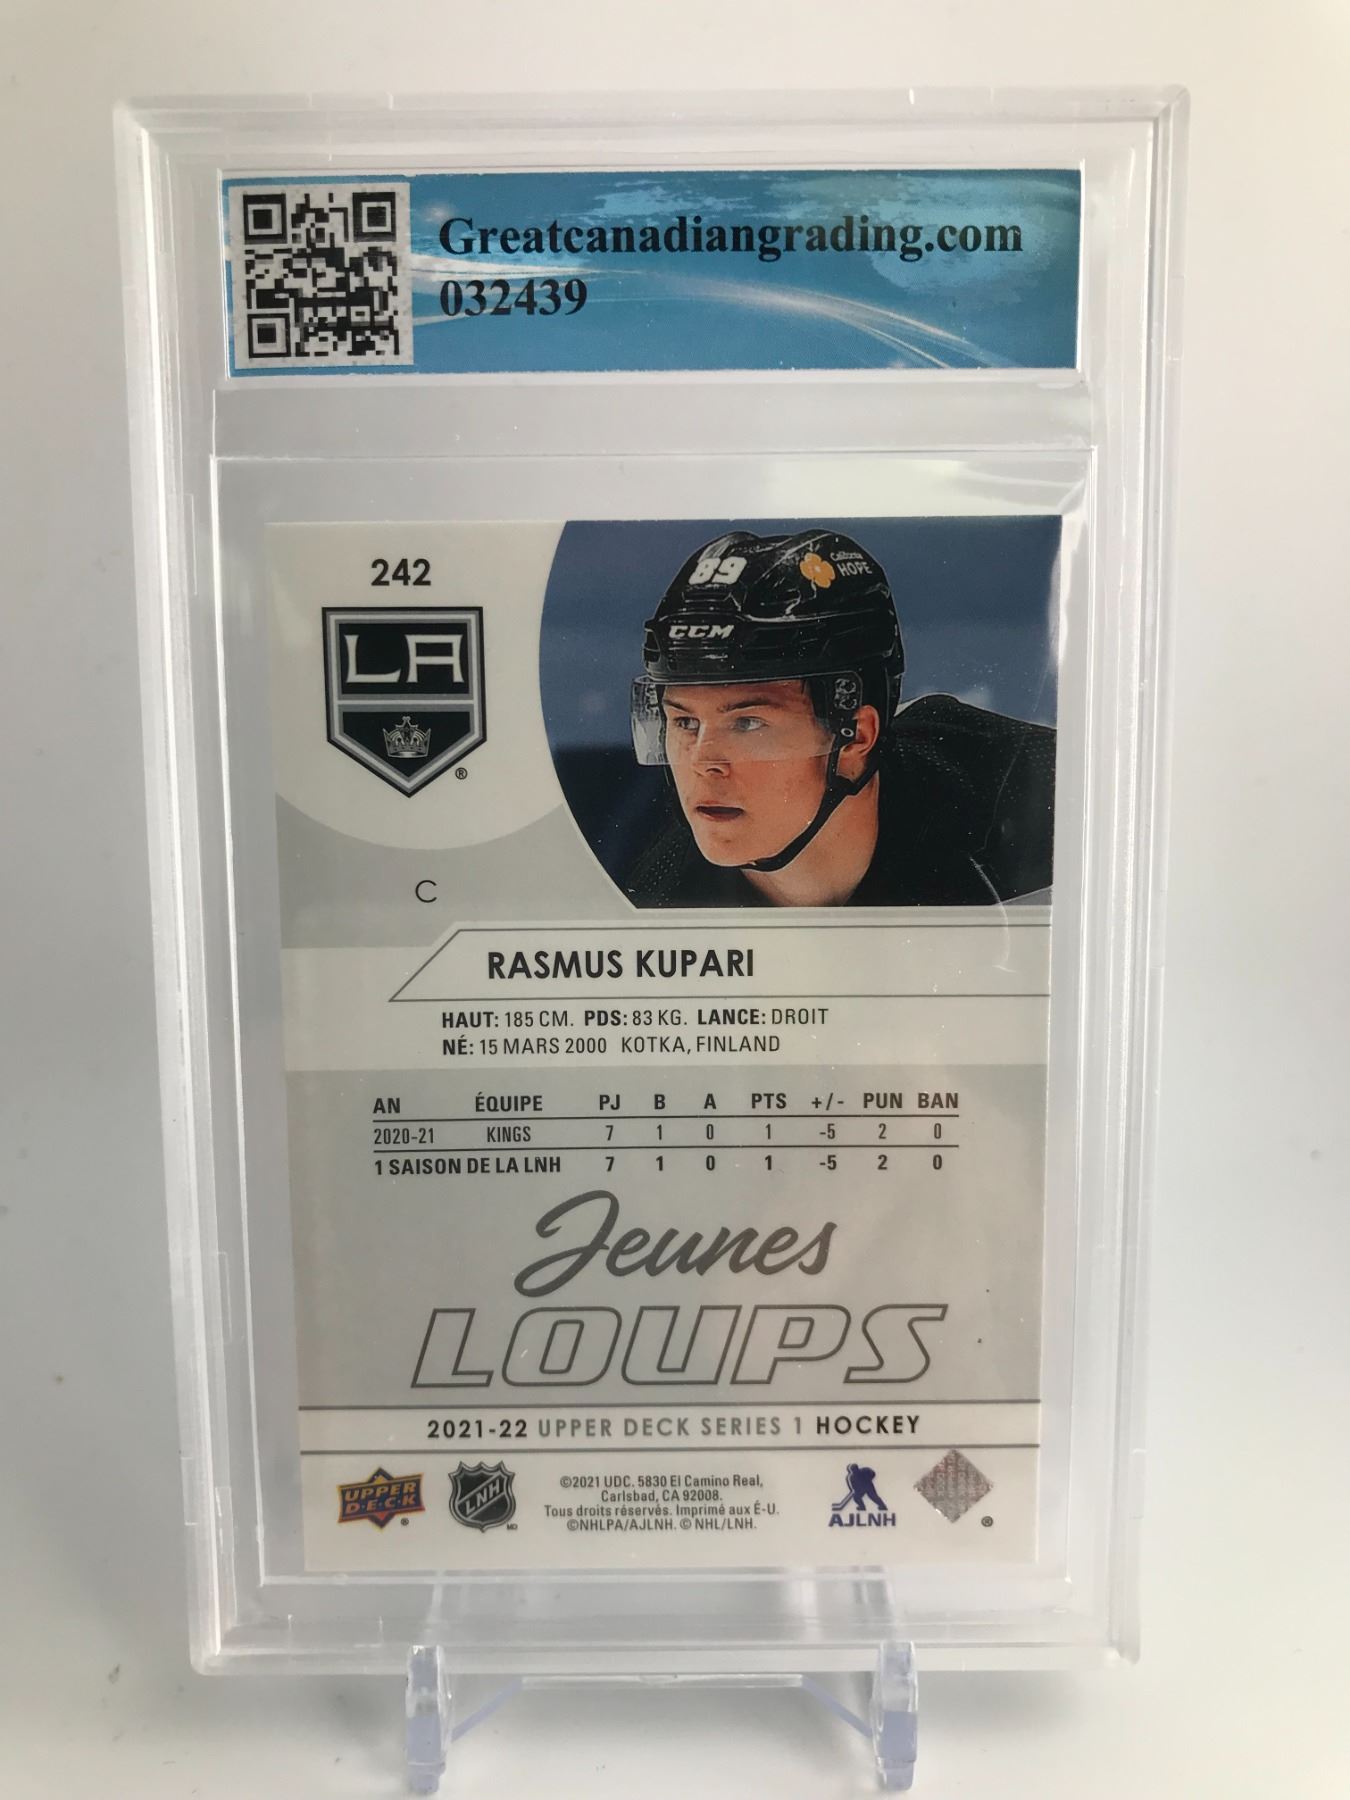 Greatcanadiangrading.com
032439
242
LA
®
89
California
HOPE
CCM
C
RASMUS KUPARI
HAUT: 185 CM. PDS: 83 KG. LANCE: DROIT
NÉ: 15 MARS 2000 KOTKA, FINLAND
AN ÉQUIPE PJ B A PTS +/- PUN BAN
2020-21 KINGS 7 1 0 1 -5 2 0
1 SAISON DE LA LNH 7 1 0 1 -5 2 0
Jeunes
LOUPS
2021-22 UPPER DECK SERIES 1 HOCKEY
UPPER
D·E·C·K
®
LNH
MD
©2021 UDC. 5830 El Camino Real,
Carlsbad, CA 92008.
Tous droits réservés. Imprimé aux É-U.
©NHLPA/AJLNH. © NHL/LNH.
AJLNH
®